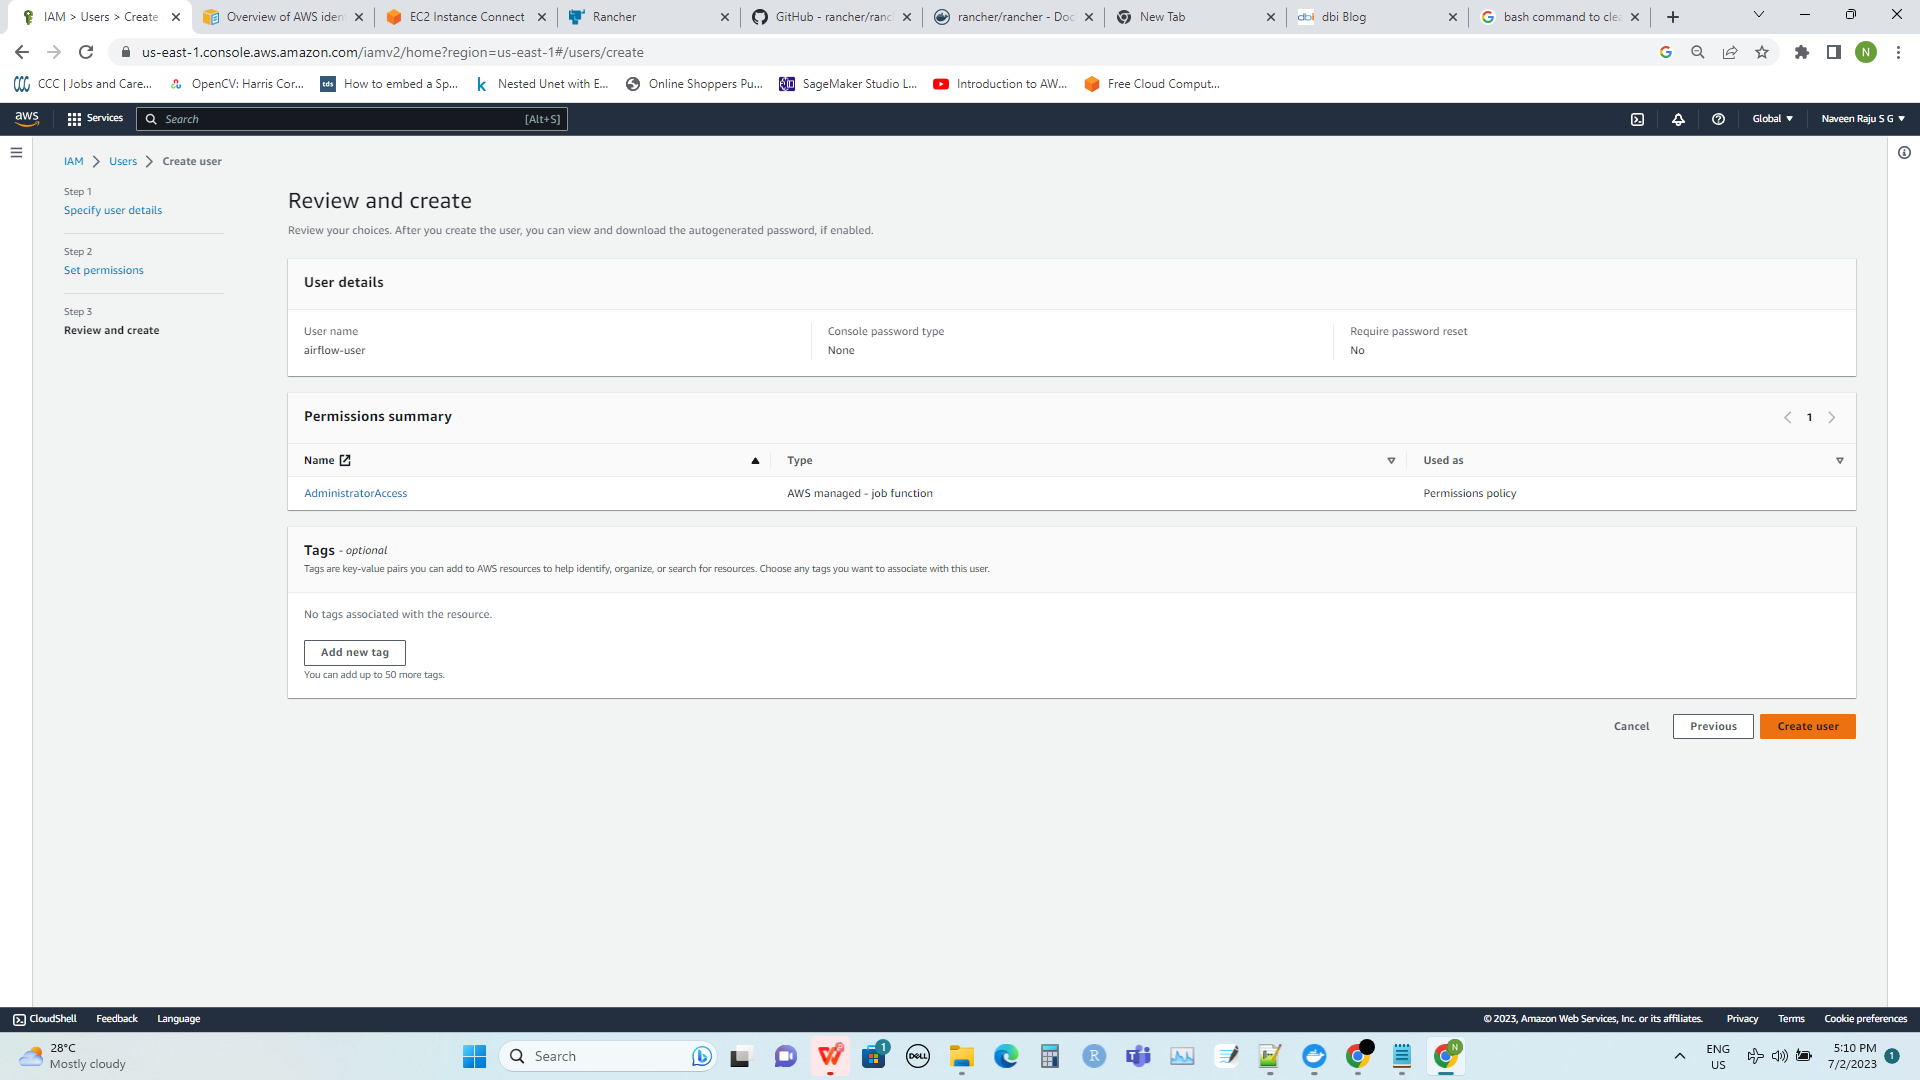 IAM > Users > Create
Overview of AWS iden
EC2 Instance Connect
Rancher
GitHub - rancher/ranc
rancher/rancher - Doc
New Tab
dbi Blog
bash command to clea
us-east-1.console.aws.amazon.com/iamv2/home?region=us-east-1#/users/create
N
CCC | Jobs and Care...
OpenCV: Harris Cor...
tds
How to embed a Sp...
k
Nested Unet with E...
Online Shoppers Pu...
SageMaker Studio L...
Introduction to AW...
Free Cloud Comput...
aws
Services
Search
[Alt+S]
Global
Naveen Raju S G
IAM
Users
Create user
Step 1
Specify user details
Step 2
Set permissions
Step 3
Review and create
Review and create
Review your choices. After you create the user, you can view and download the autogenerated password, if enabled.
User details
User name
airflow-user
Console password type
None
Require password reset
No
Permissions summary
1
Name
Type
Used as
AdministratorAccess
AWS managed - job function
Permissions policy
Tags - optional
Tags are key-value pairs you can add to AWS resources to help identify, organize, or search for resources. Choose any tags you want to associate with this user.
No tags associated with the resource.
Add new tag
You can add up to 50 more tags.
Cancel
Previous
Create user
CloudShell
Feedback
Language
© 2023, Amazon Web Services, Inc. or its affiliates.
Privacy
Terms
Cookie preferences
28°C
Mostly cloudy
Search
1
DELL
R
N
ENG
US
5:10 PM
7/2/2023
1